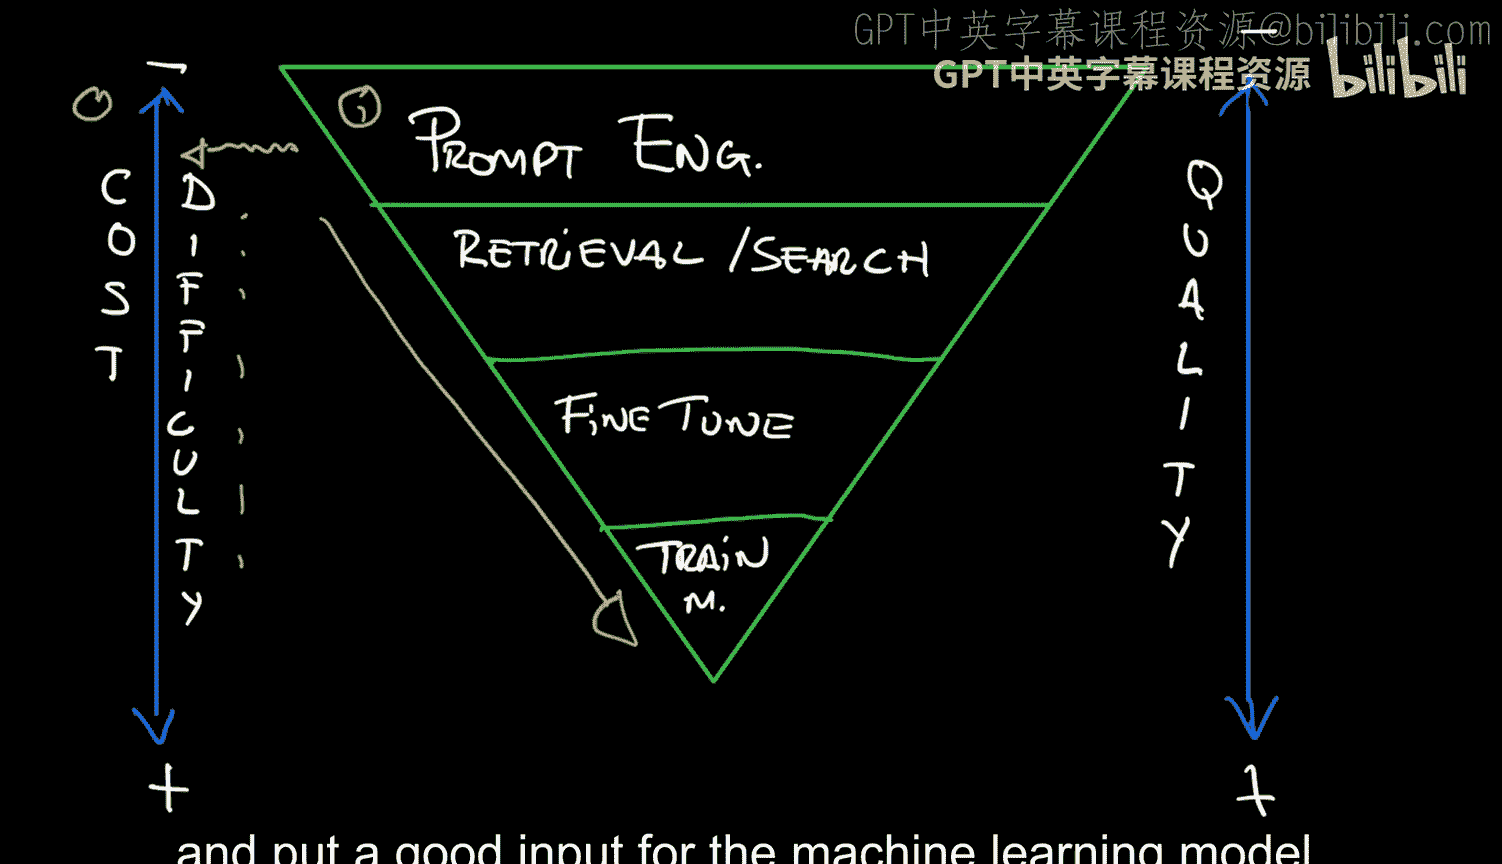 GPT中英字幕课程资源@bilibili.com
GPT中英字幕课程资源 bilibili
COST
DIFFICULTY
PROMPT ENG.
RETRiEVAL / SEARCH
FiNE TUNE
TRAiN
M.
QUALITY
and put a good input for the machine learning model